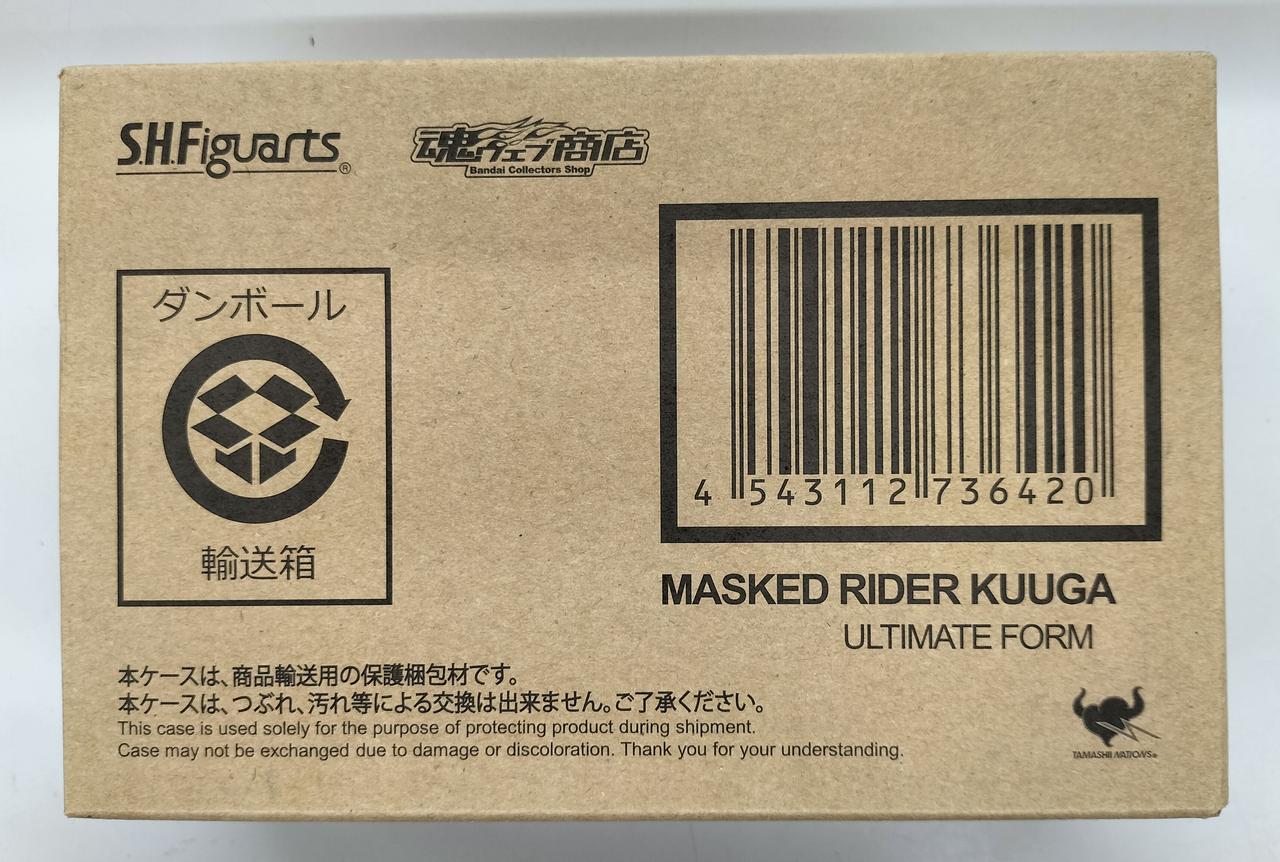 S.H.Figuarts®
魂ウェブ商店
Bandai Collectors Shop
ダンボール
輸送箱
4 543112 736420
MASKED RIDER KUUGA
ULTIMATE FORM
本ケースは、商品輸送用の保護梱包材です。
本ケースは、つぶれ、汚れ等による交換は出来ません。ご了承ください。
This case is used solely for the purpose of protecting product during shipment.
Case may not be exchanged due to damage or discoloration. Thank you for your understanding.
TAMASHII NATIONS®